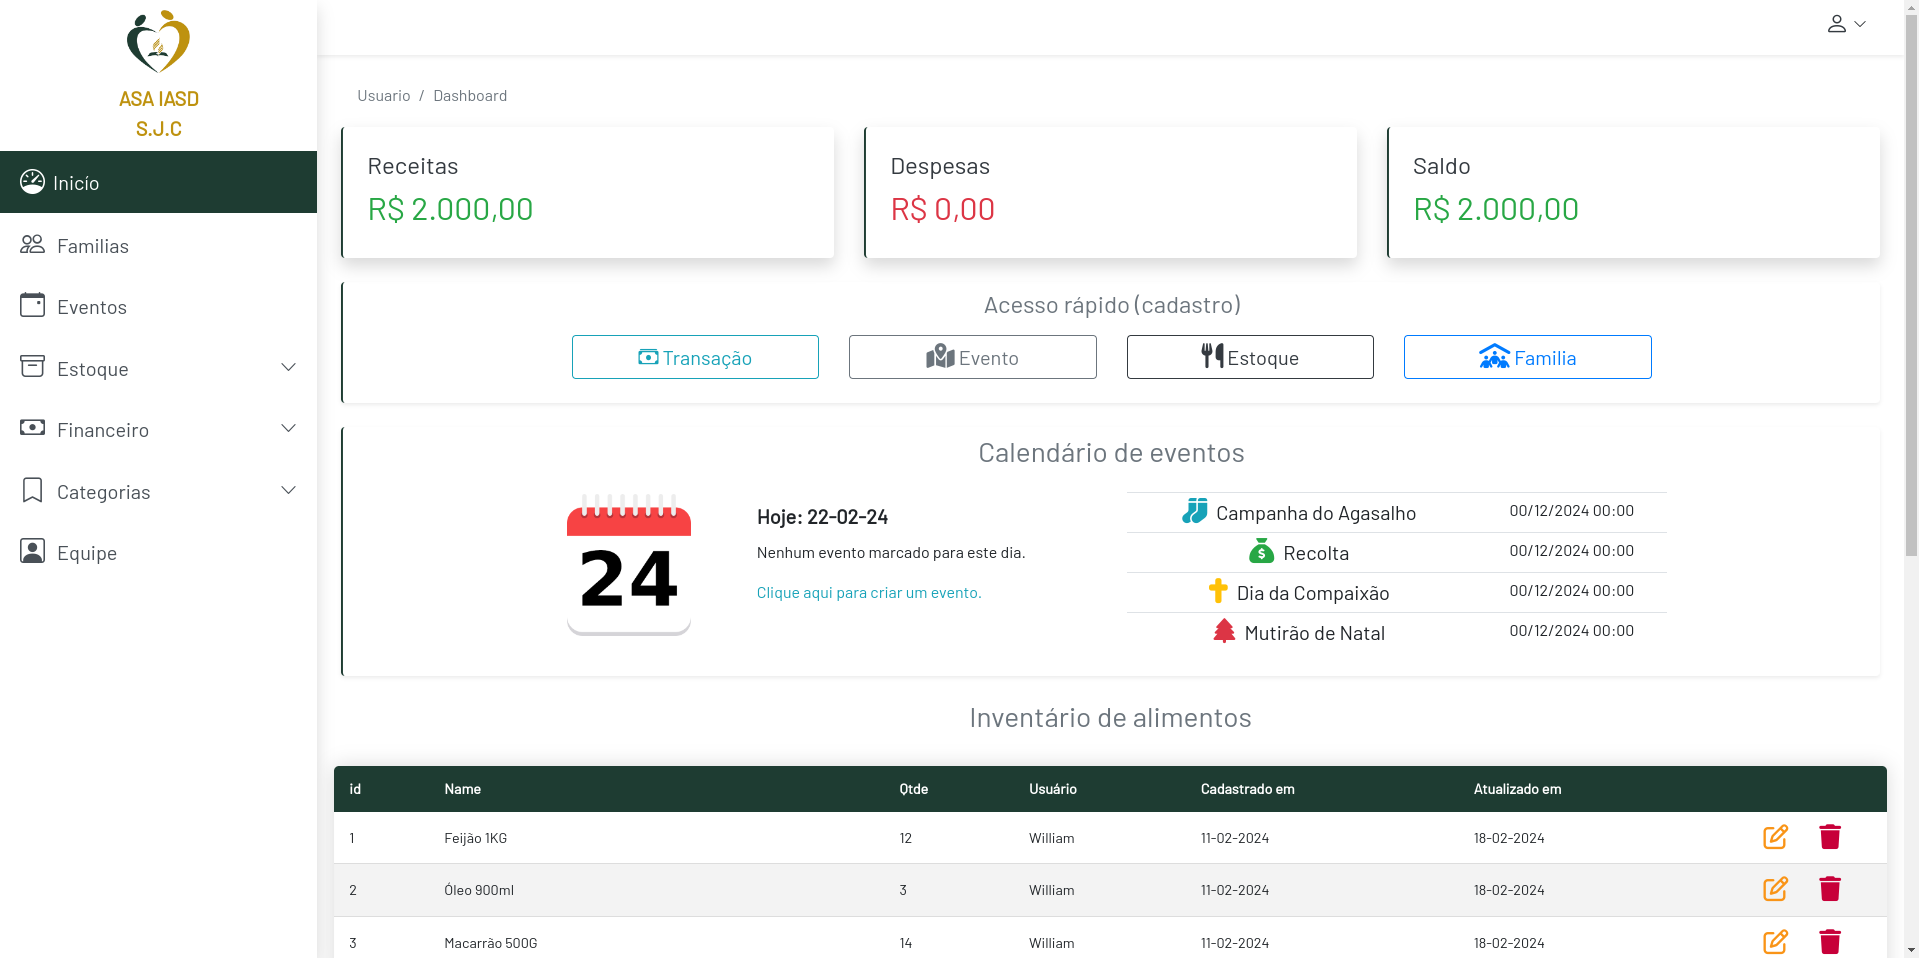 ASA IASD
S.J.C
Inicío
Familias
Eventos
Estoque
Financeiro
Categorias
Equipe
Usuario / Dashboard
Receitas
R$ 2.000,00
Despesas
R$ 0,00
Saldo
R$ 2.000,00
Acesso rápido (cadastro)
Transação
Evento
Estoque
Familia
Calendário de eventos
24
Hoje: 22-02-24
Nenhum evento marcado para este dia.
Clique aqui para criar um evento.
Campanha do Agasalho 00/12/2024 00:00
Recolta 00/12/2024 00:00
Dia da Compaixão 00/12/2024 00:00
Mutirão de Natal 00/12/2024 00:00
Inventário de alimentos
id Name Qtde Usuário Cadastrado em Atualizado em
1 Feijão 1KG 12 William 11-02-2024 18-02-2024
2 Óleo 900ml 3 William 11-02-2024 18-02-2024
3 Macarrão 500G 14 William 11-02-2024 18-02-2024